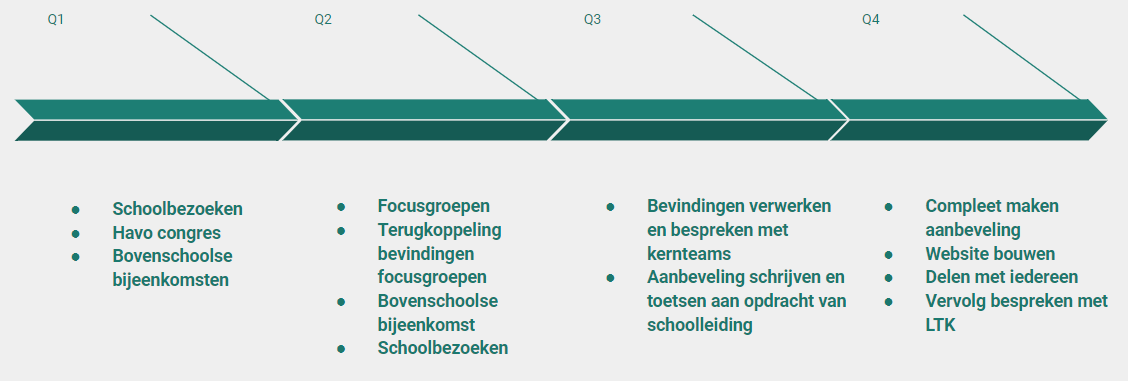 Q1
Q2
Q3
Q4
Schoolbezoeken
Havo congres
Bovenschoolse
bijeenkomsten
Focusgroepen
Terugkoppeling
bevindingen
focusgroepen
Bovenschoolse
bijeenkomst
Schoolbezoeken
Bevindingen verwerken
en bespreken met
kernteams
Aanbeveling schrijven en
toetsen aan opdracht van
schoolleiding
Compleet maken
aanbeveling
Website bouwen
Delen met iedereen
Vervolg bespreken met
LTK